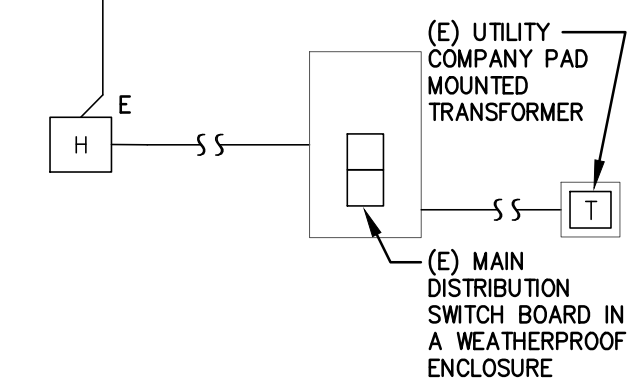 (E) UTILITY
COMPANY PAD
MOUNTED
TRANSFORMER
E
H
T
(E) MAIN
DISTRIBUTION
SWITCH BOARD IN
A WEATHERPROOF
ENCLOSURE